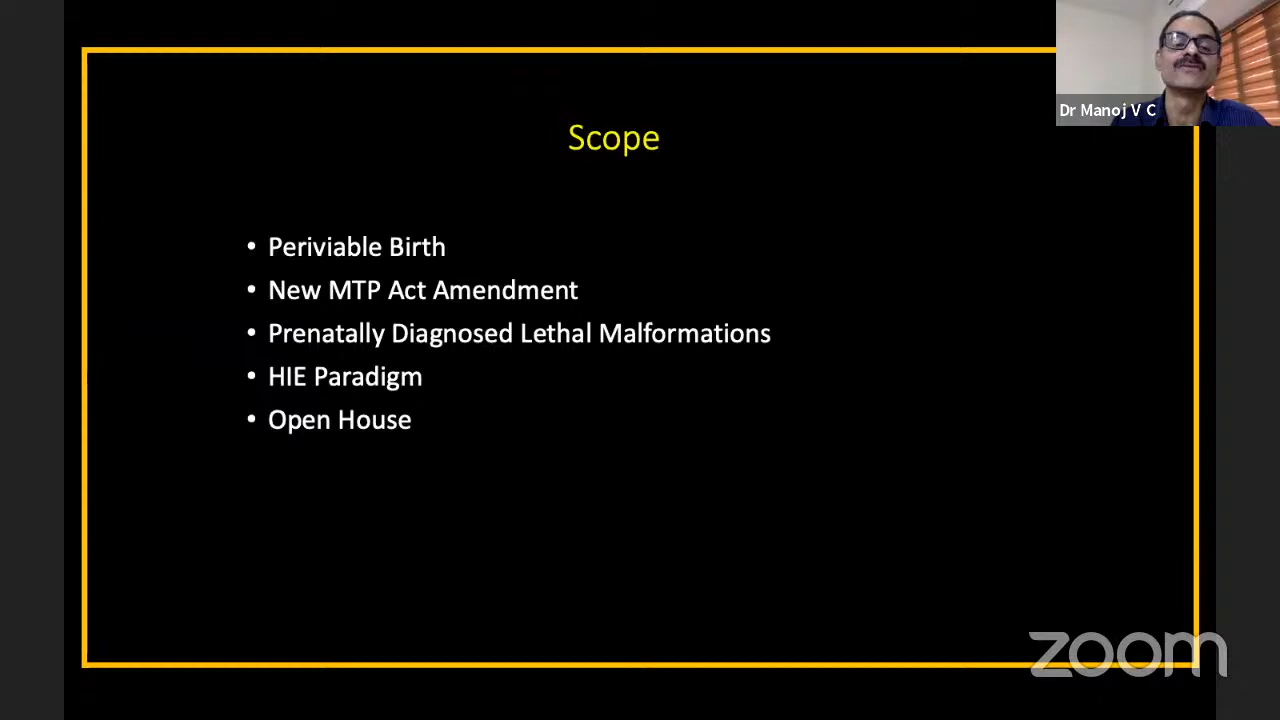 Dr Manoj V C
Scope
• Periviable Birth
• New MTP Act Amendment
• Prenatally Diagnosed Lethal Malformations
• HIE Paradigm
• Open House
zoom